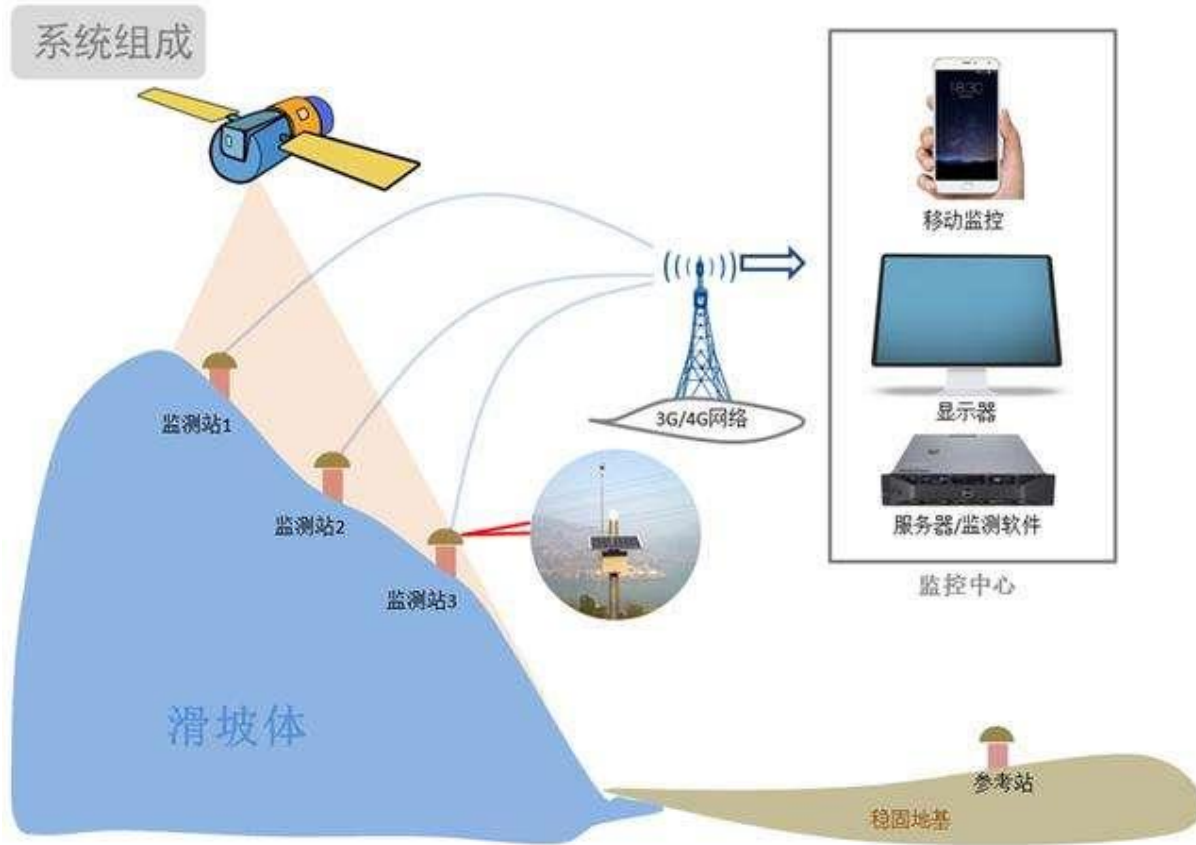 系统组成
18:30
移动监控
显示器
3G/4G网络
监测站1
监测站2
监测站3
服务器/监测软件
监控中心
滑坡体
参考站
稳固地基